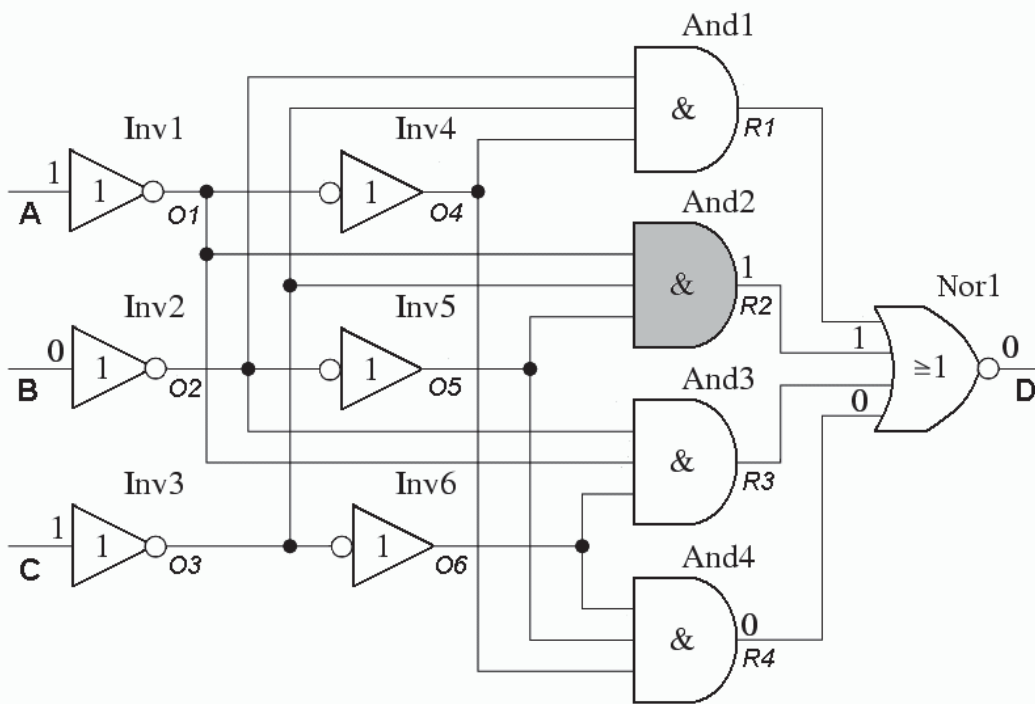 And1
&
R1
Inv1
1
1
A
O1
Inv4
1
O4
And2
&
1
R2
Inv2
0
1
B
O2
Inv5
1
O5
Nor1
1
≧1
0
0
D
And3
&
R3
Inv3
1
1
C
O3
Inv6
1
O6
And4
&
0
R4